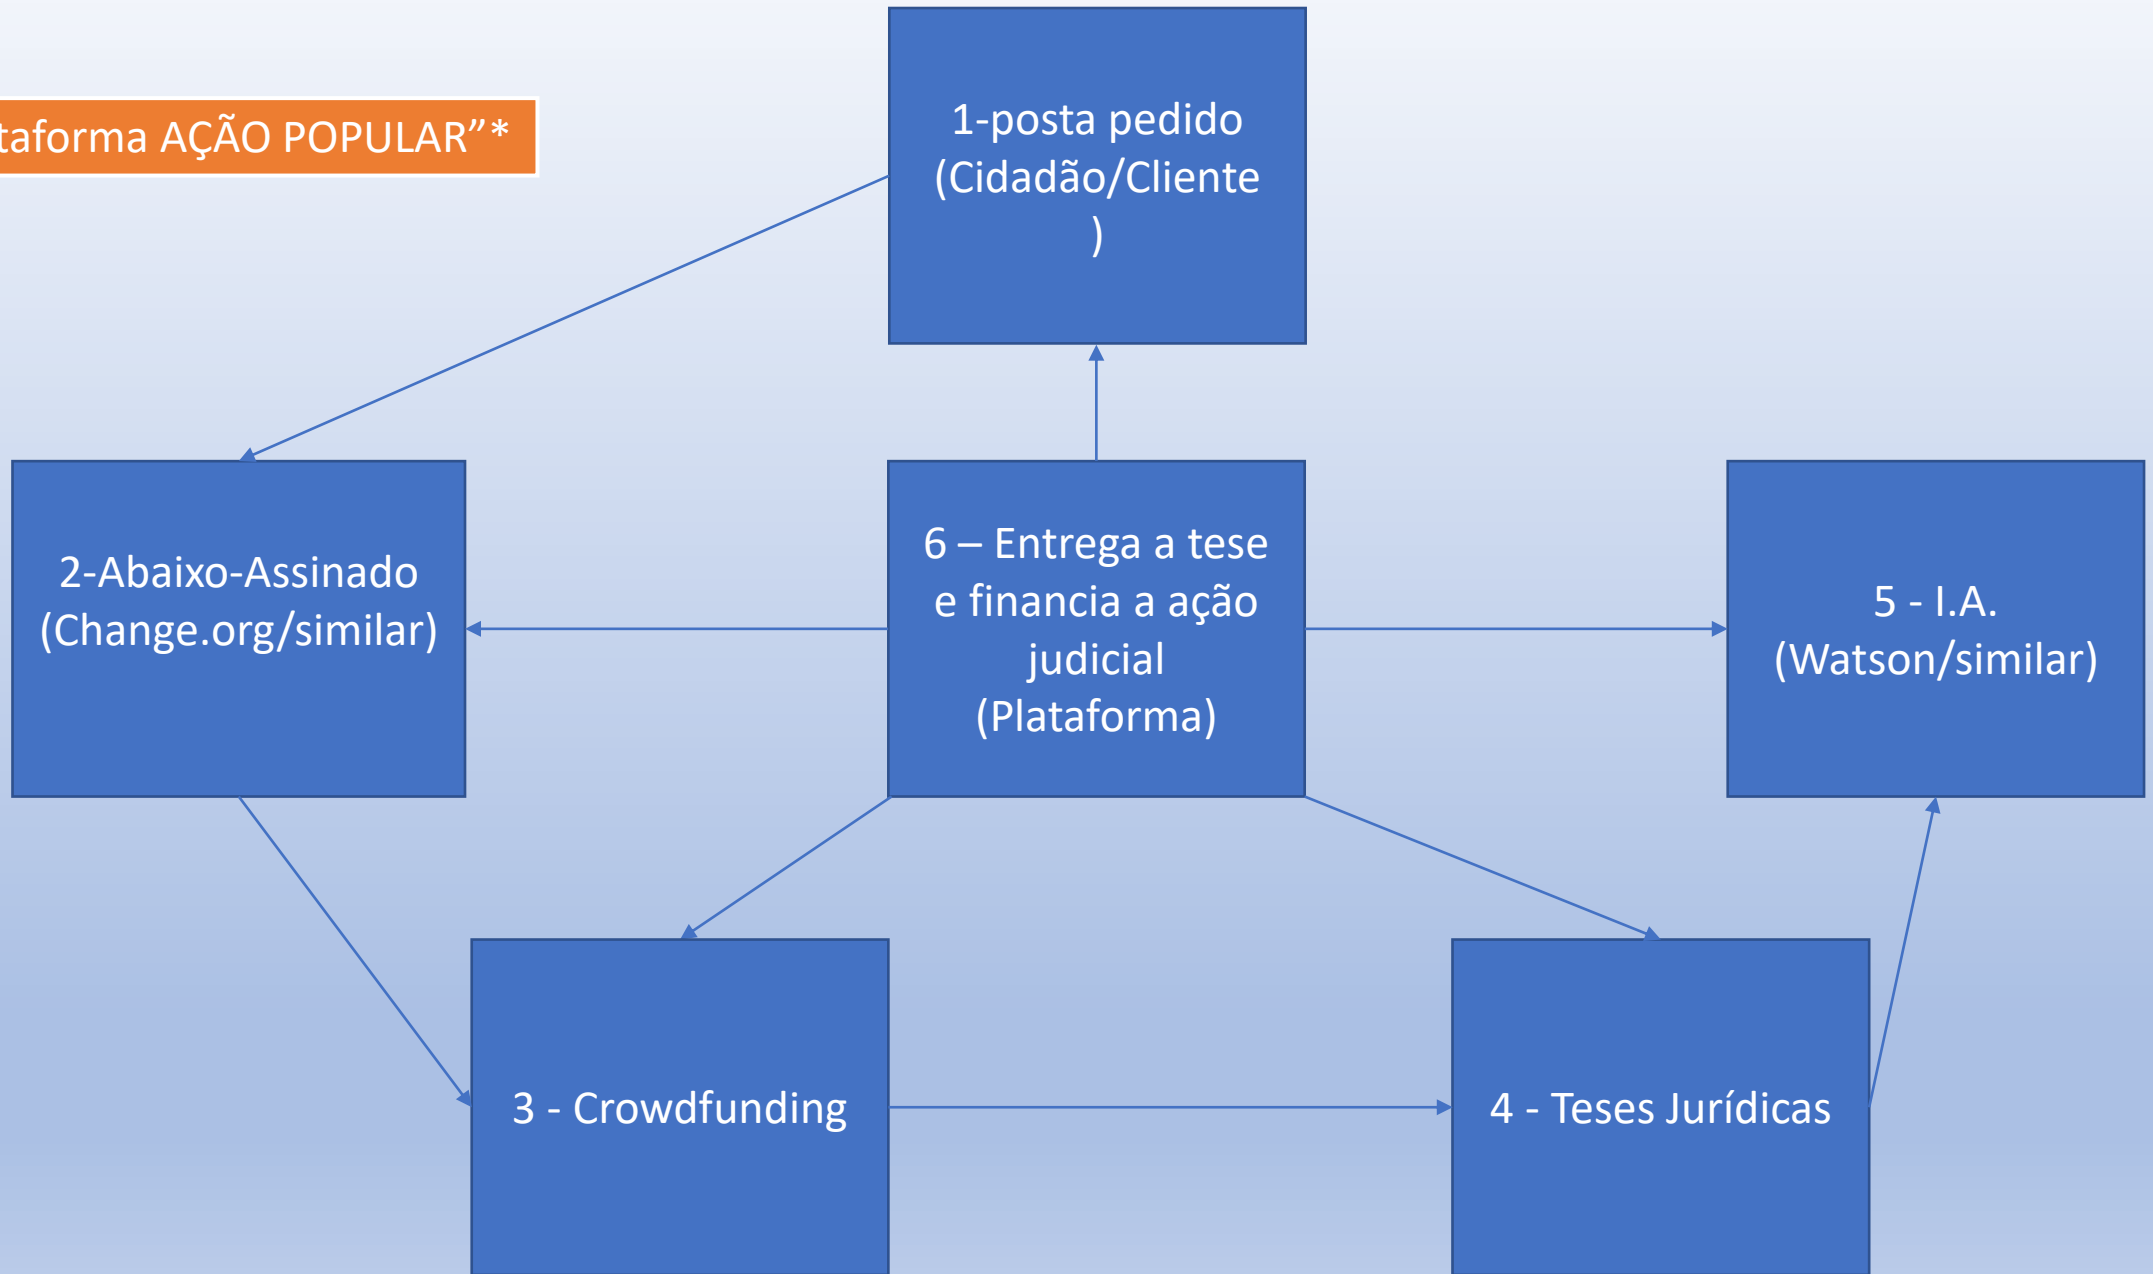 taforma AÇÃO POPULAR”*
1-posta pedido
(Cidadão/Cliente
)
2-Abaixo-Assinado
(Change.org/similar)
6 – Entrega a tese
e financia a ação
judicial
(Plataforma)
5 - I.A.
(Watson/similar)
3 - Crowdfunding
4 - Teses Jurídicas